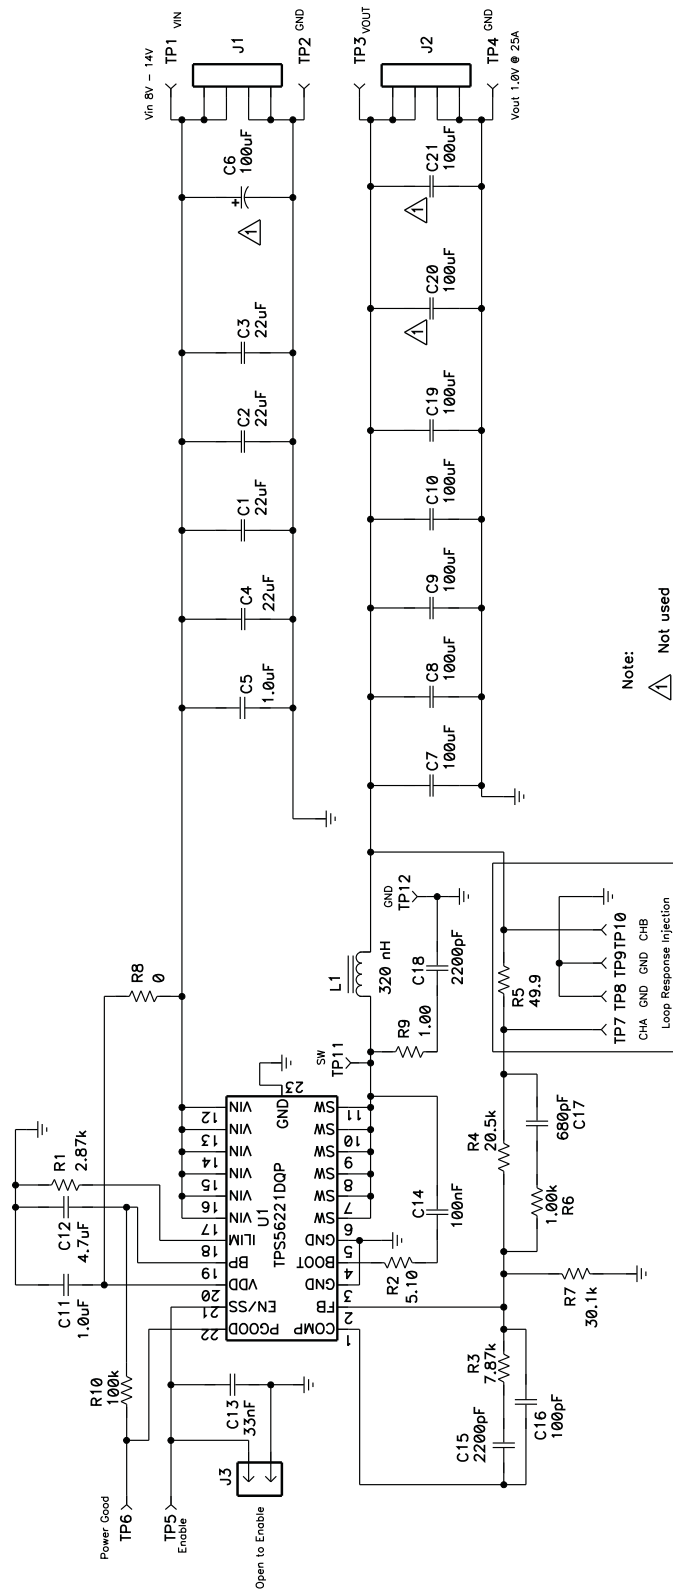 Power Good
TP6
TP5
Enable
R10
100k
J3
Open to Enable
C13
33nF
C11
1.0uF
C12
4.7uF
R1
2.87k
R8
0
U1
TPS56221DQP
22
PGOOD
21
EN/SS
20
VDD
19
BP
18
ILIM
17
VIN
16
VIN
15
VIN
14
VIN
13
VIN
12
GND
23
COMP
1
FB
2
GND
3
BOOT
4
GND
5
SW
6
SW
7
SW
8
SW
9
SW
10
11
C5
1.0uF
C4
22uF
C1
22uF
C2
22uF
C3
22uF
C6
100uF
+
1
Vin 8V - 14V
TP1
VIN
J1
TP2
GND
TP3
VOUT
J2
TP4
GND
Vout 1.0V @ 25A
SW
TP11
L1
320 nH
R9
1.00
C18
2200pF
GND
TP12
C7
100uF
C8
100uF
C9
100uF
C10
100uF
C19
100uF
C20
100uF
1
C21
100uF
1
R2
5.10
C14
100nF
C15
2200pF
R3
7.87k
C16
100pF
R7
30.1k
R4
20.5k
1.00k
R6
680pF
C17
R5
49.9
TP7 TP8 TP9 TP10
CHA GND GND CHB
Loop Response Injection
Note:
1
Not used